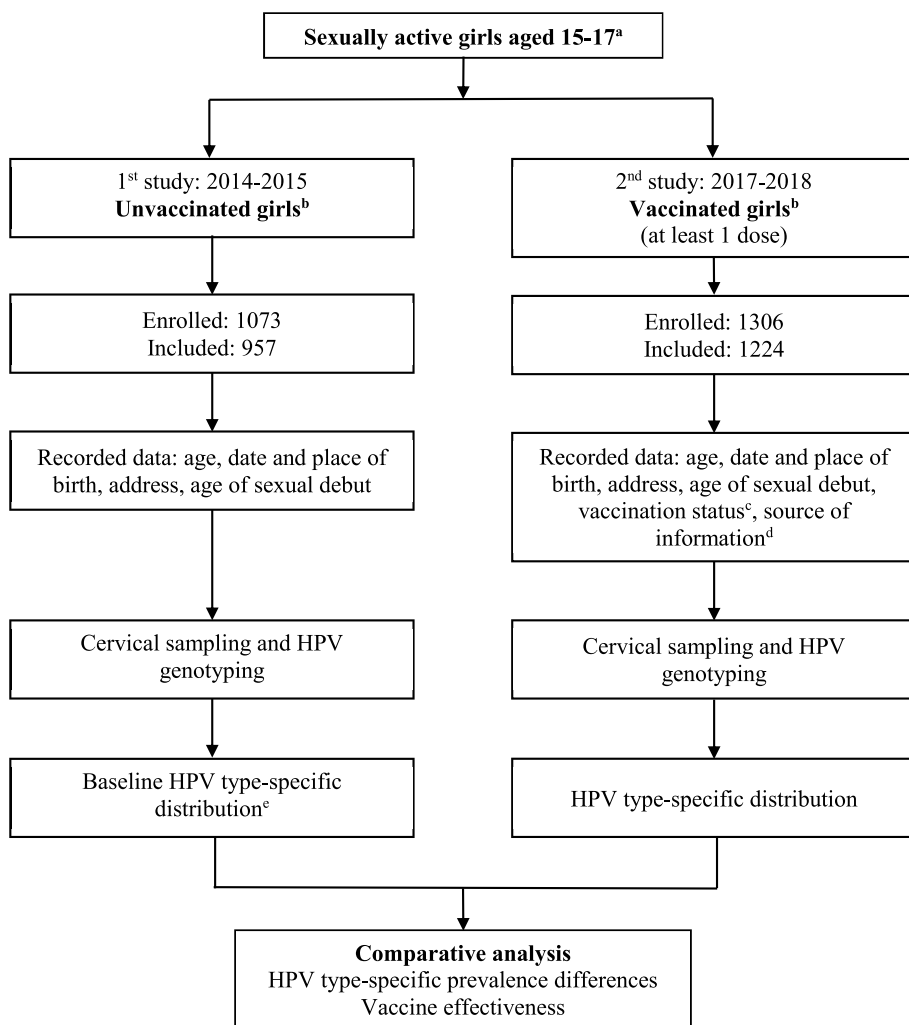 Sexually active girls aged 15-17ᵃ
1ˢᵗ study: 2014-2015
Unvaccinated girlsᵇ
2ⁿᵈ study: 2017-2018
Vaccinated girlsᵇ
(at least 1 dose)
Enrolled: 1073
Included: 957
Enrolled: 1306
Included: 1224
Recorded data: age, date and place of
birth, address, age of sexual debut
Recorded data: age, date and place of
birth, address, age of sexual debut,
vaccination statusᶜ, source of
informationᵈ
Cervical sampling and HPV
genotyping
Cervical sampling and HPV
genotyping
Baseline HPV type-specific
distributionᵉ
HPV type-specific distribution
Comparative analysis
HPV type-specific prevalence differences
Vaccine effectiveness